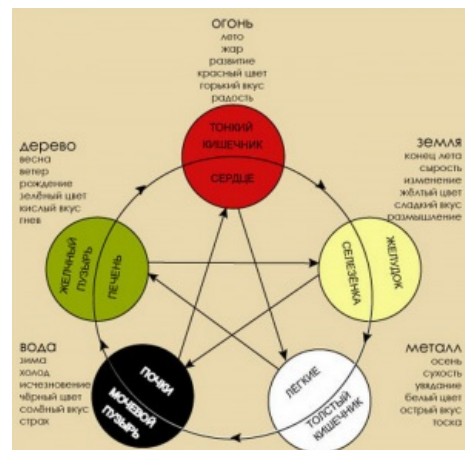 огонь
лето
жар
развитие
красный цвет
горький вкус
радость
ТОНКИЙ
КИШЕЧНИК
СЕРДЦЕ
дерево
весна
ветер
рождение
зелёный цвет
кислый вкус
гнев
земля
конец лета
сырость
изменение
жёлтый цвет
сладкий вкус
размышление
ЖЕЛЧНЫЙ
ПУЗЫРЬ
ПЕЧЕНЬ
СЕЛЕЗЁНКА
ЖЕЛУДОК
вода
зима
холод
исчезновение
чёрный цвет
солёный вкус
страх
ПОЧКИ
МОЧЕВОЙ
ПУЗЫРЬ
ЛЁГКИЕ
ТОЛСТЫЙ
КИШЕЧНИК
металл
осень
сухость
увядание
белый цвет
острый вкус
тоска